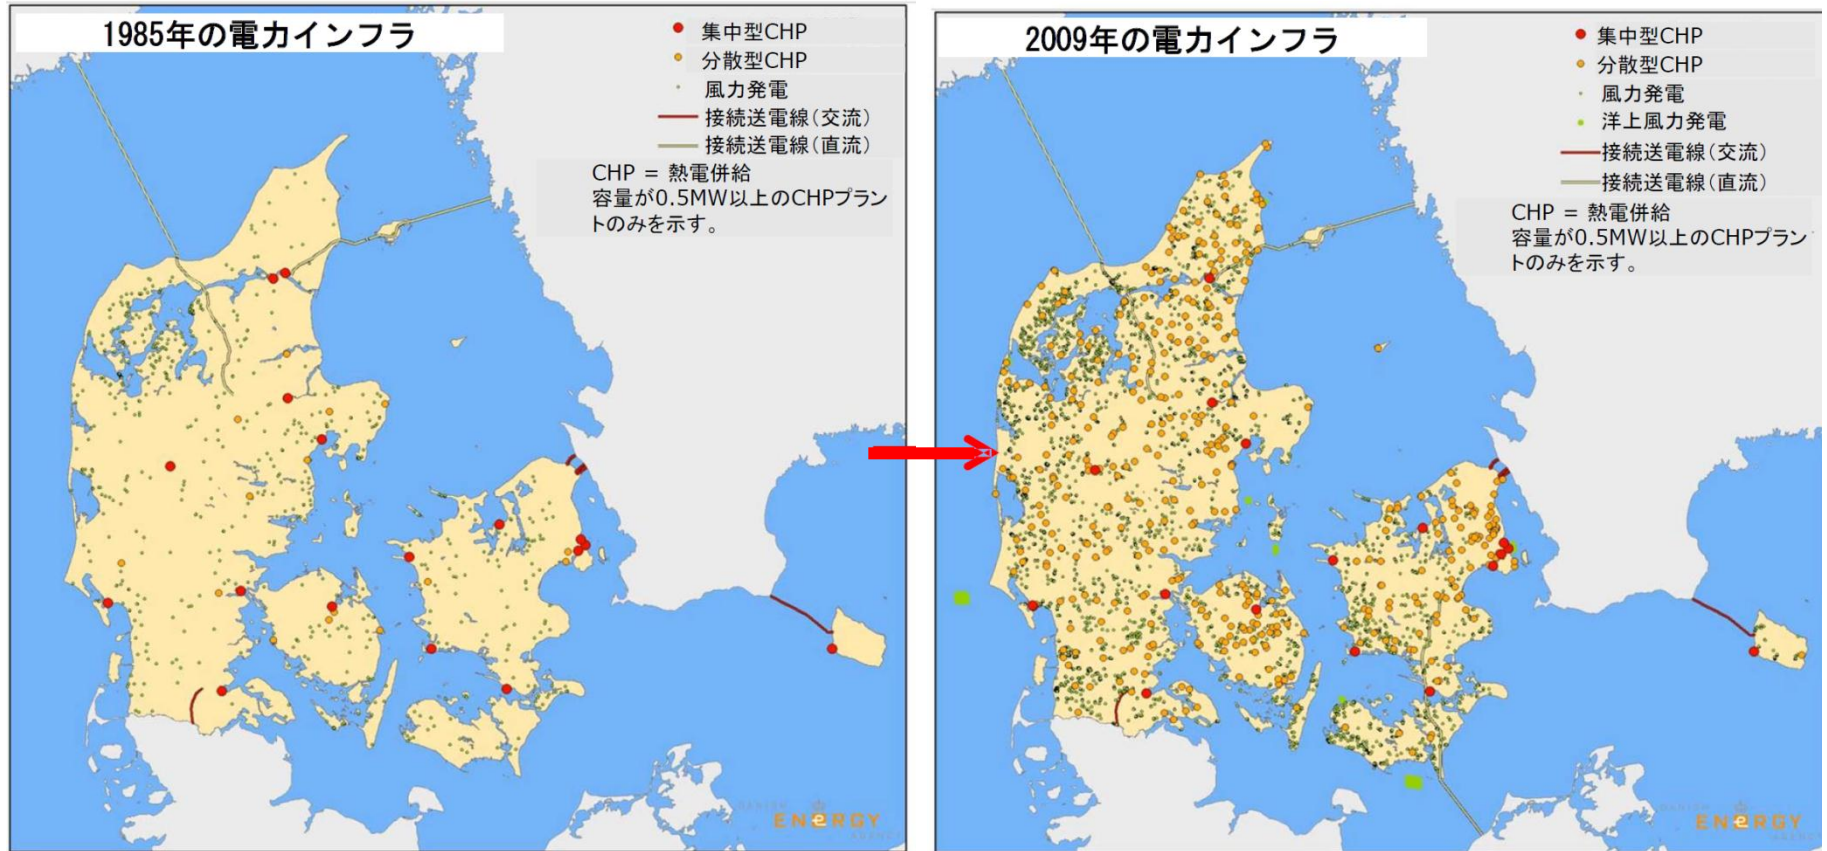 1985年の電力インフラ
集中型CHP
分散型CHP
風力発電
接続送電線(交流)
接続送電線(直流)
CHP = 熱電併給
容量が0.5MW以上のCHPプラン
トのみを示す。
DANISH
ENERGY
AGENCY
2009年の電力インフラ
集中型CHP
分散型CHP
風力発電
洋上風力発電
接続送電線(交流)
接続送電線(直流)
CHP = 熱電併給
容量が0.5MW以上のCHPプラン
トのみを示す。
DANISH
ENERGY
AGENCY